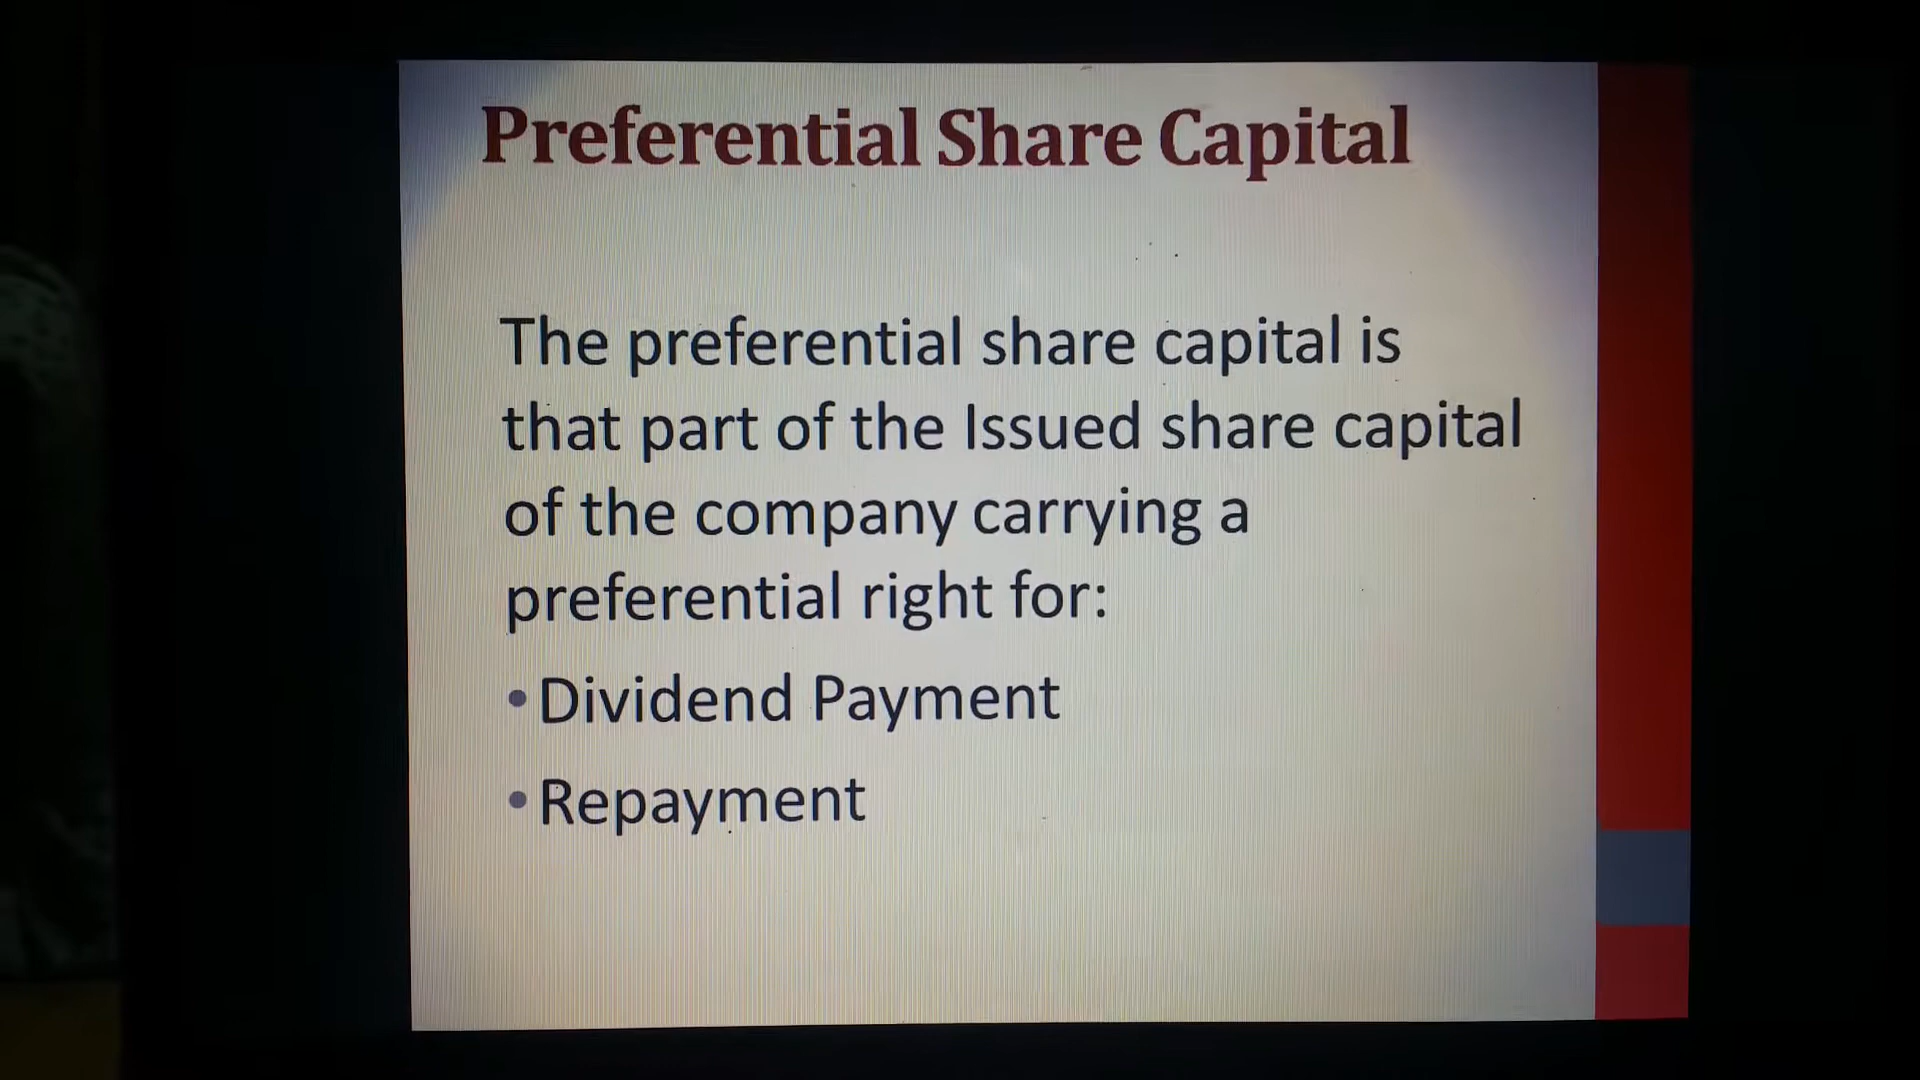 Preferential Share Capital
The preferential share capital is
that part of the Issued share capital
of the company carrying a
preferential right for:
•Dividend Payment
•Repayment